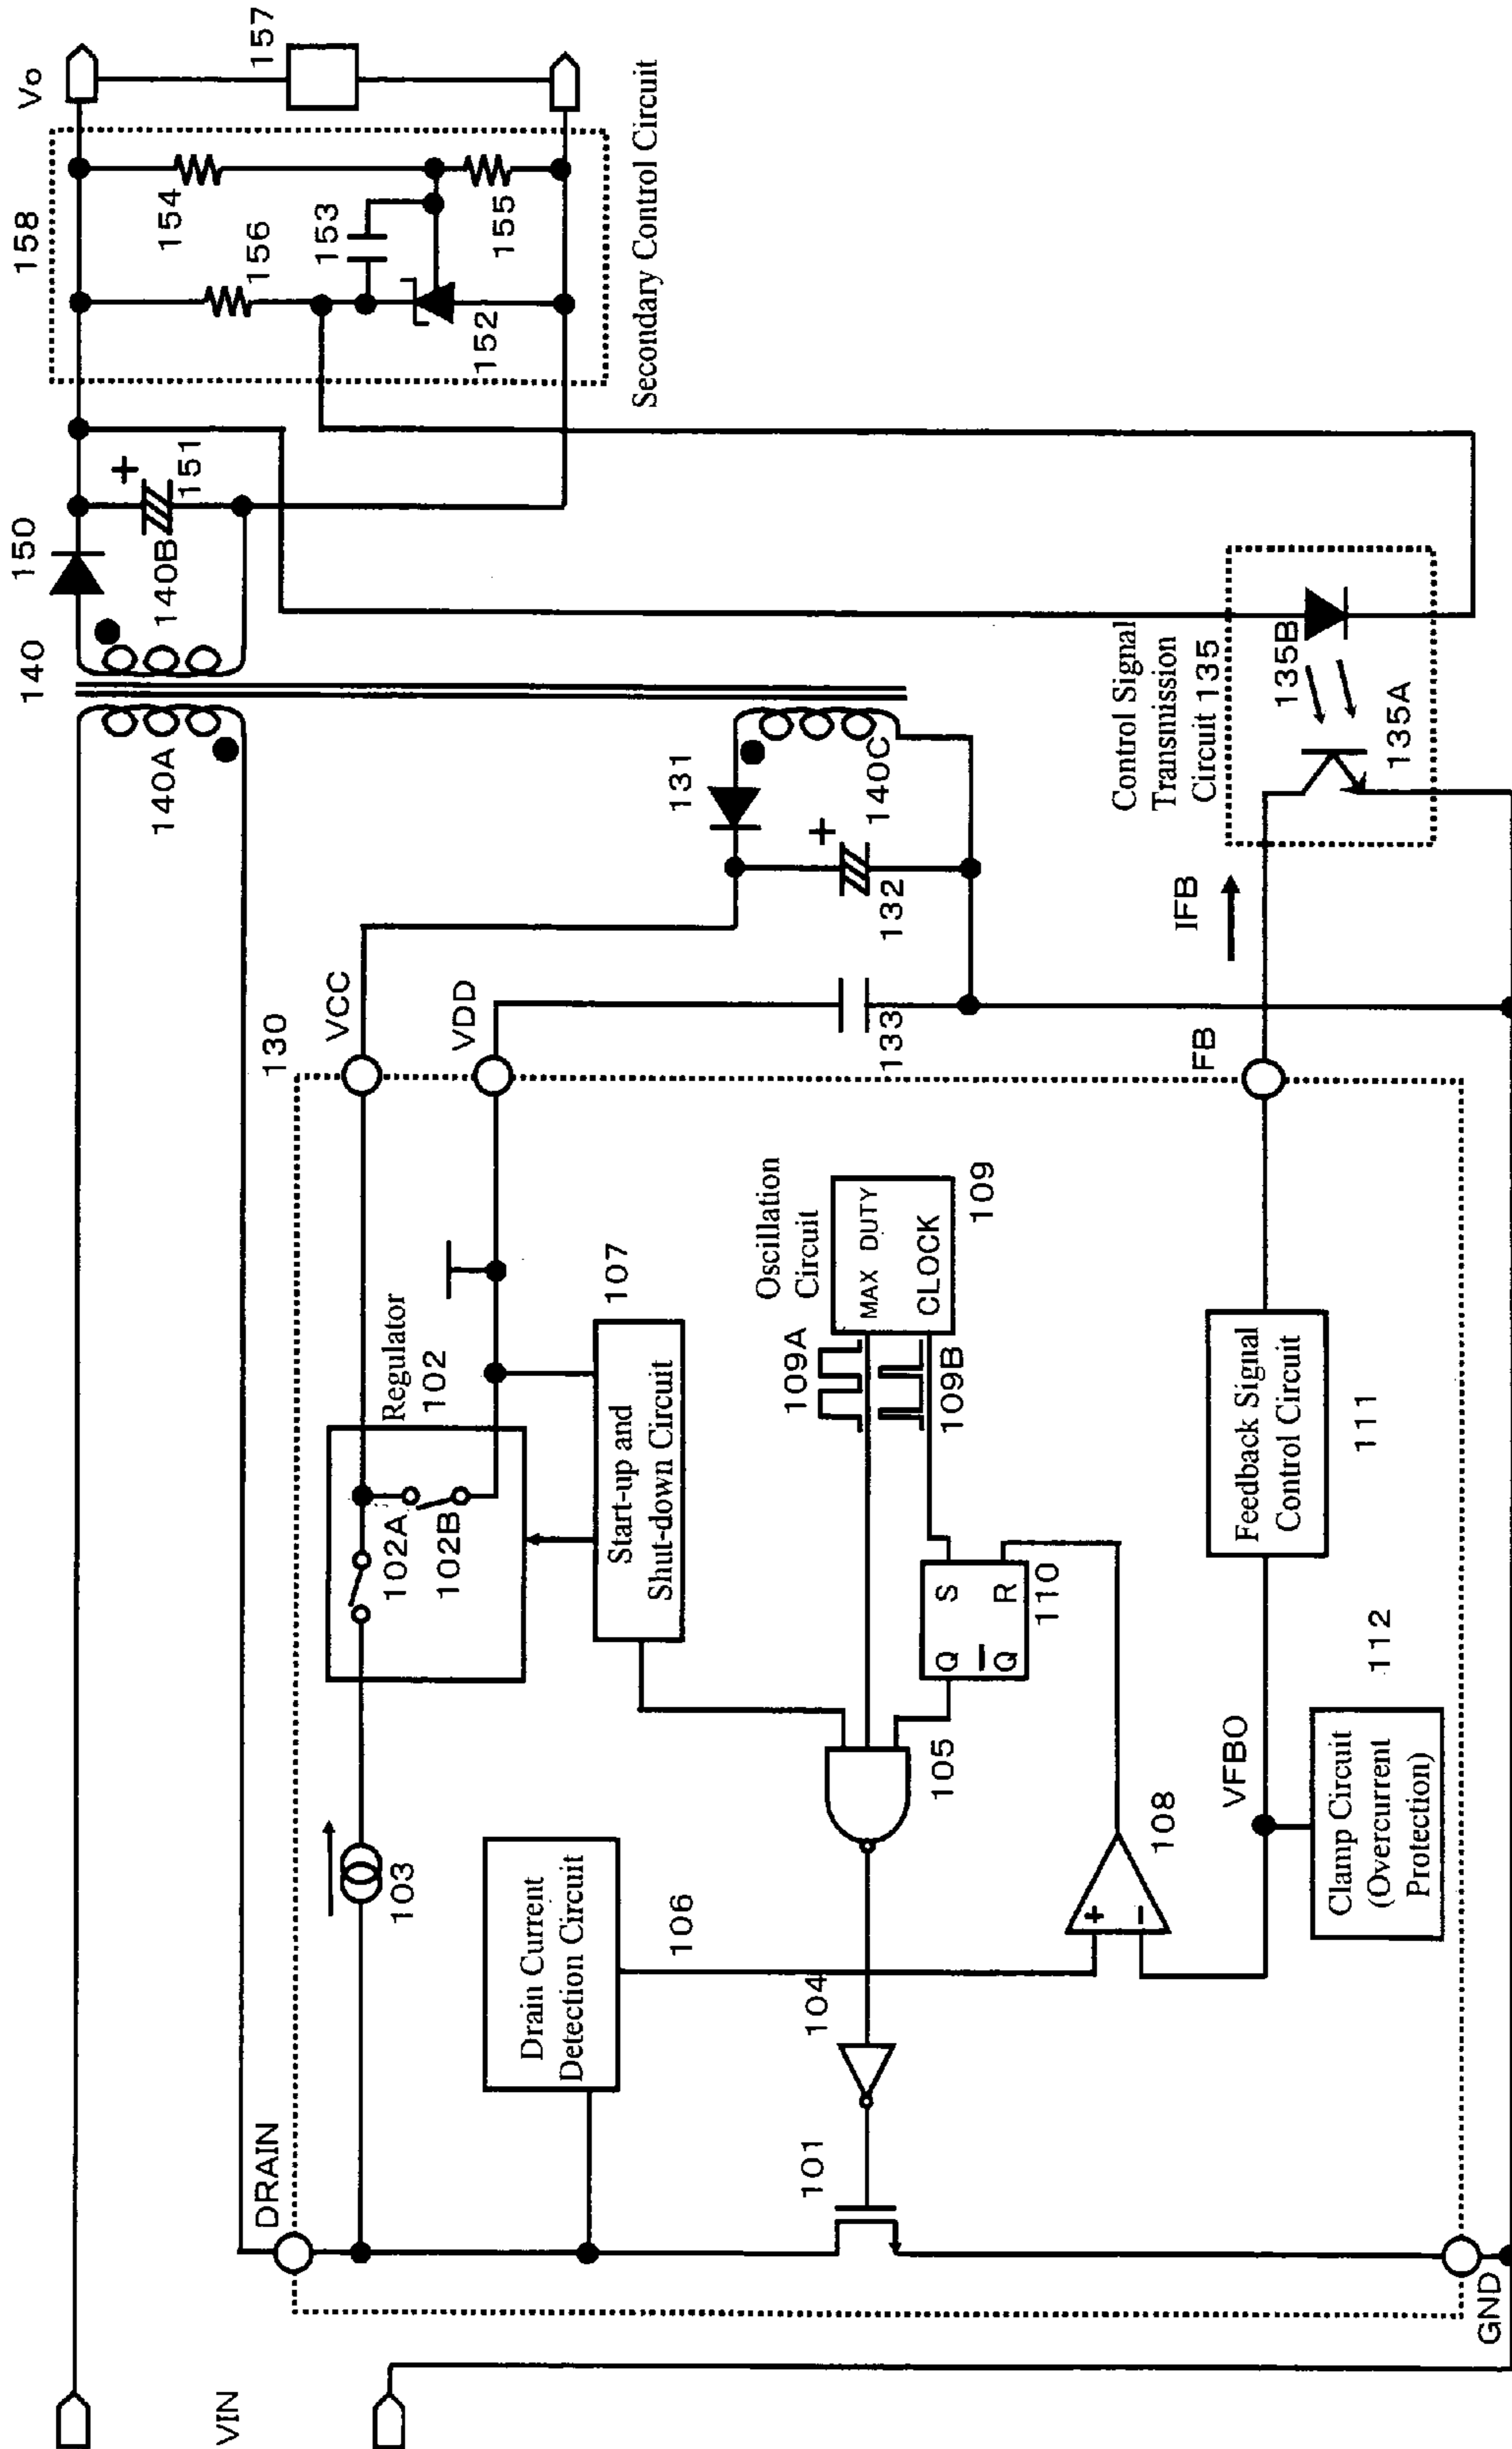 VIN
DRAIN
GND
140
140A
140B
140C
150
+
151
158
Vo
157
154
156
153
155
152
Secondary Control Circuit
131
+
132
133
130
VCC
VDD
FB
IFB
Control Signal
Transmission
Circuit 135
135B
135A
103
Regulator
102
102A
102B
107
Start-up and
Shut-down Circuit
Drain Current
Detection Circuit
106
Oscillation
Circuit
MAX DUTY
CLOCK
109
109A
109B
101
104
105
Q S
Q R
110
108
+
−
VFBO
Feedback Signal
Control Circuit
111
112
Clamp Circuit
(Overcurrent
Protection)